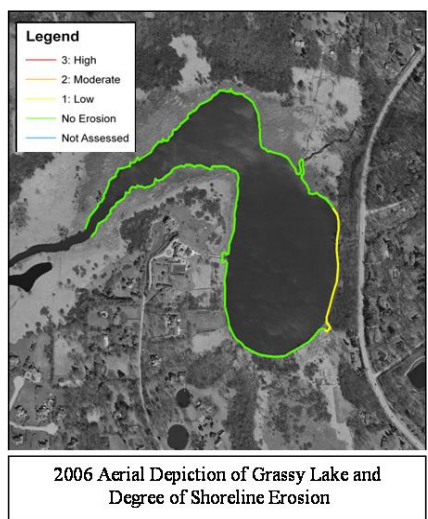 Legend
3: High
2: Moderate
1: Low
No Erosion
Not Assessed
2006 Aerial Depiction of Grassy Lake and
Degree of Shoreline Erosion